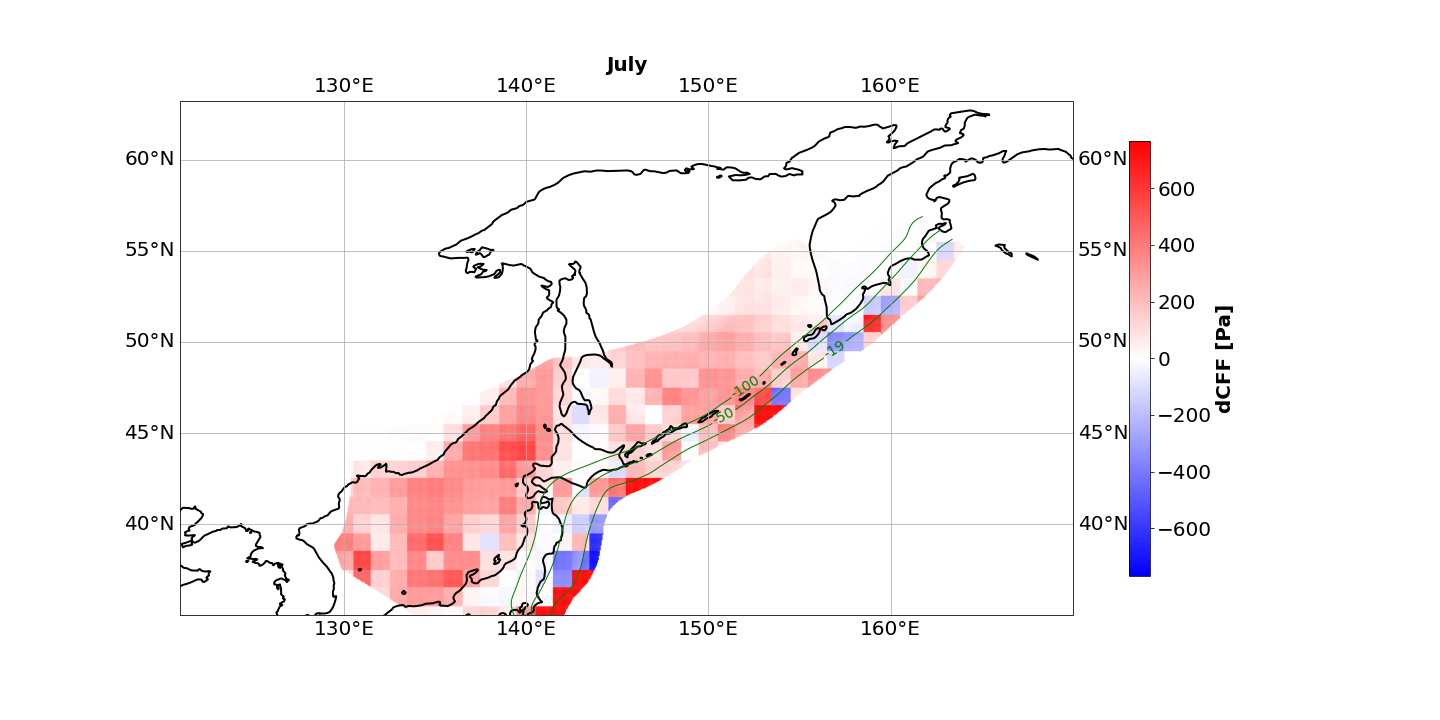 July
130°E 140°E 150°E 160°E
60°N 60°N
55°N 55°N
50°N 50°N
45°N 45°N
40°N 40°N
130°E 140°E 150°E 160°E
-19
-100
-50
600
400
200
0
−200
−400
−600
dCFF [Pa]